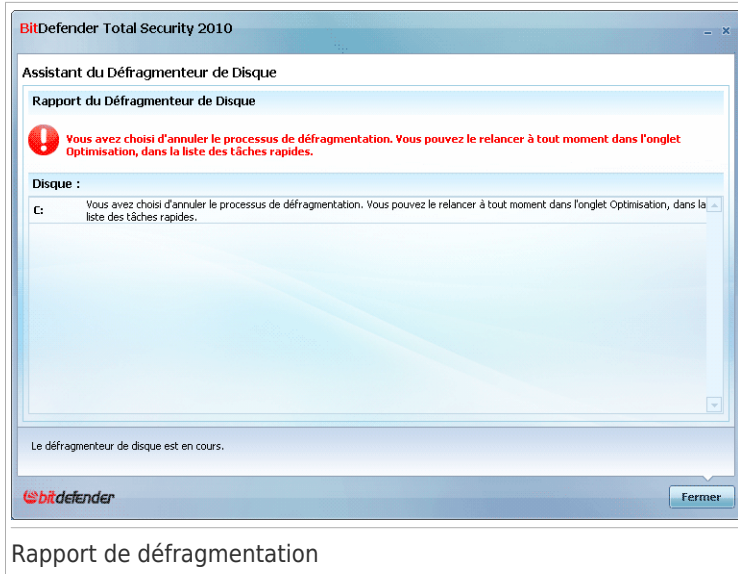 BitDefender Total Security 2010
Assistant du Défragmenteur de Disque
Rapport du Défragmenteur de Disque
Vous avez choisi d'annuler le processus de défragmentation. Vous pouvez le relancer à tout moment dans l'onglet
Optimisation, dans la liste des tâches rapides.
Disque :
C: Vous avez choisi d'annuler le processus de défragmentation. Vous pouvez le relancer à tout moment dans l'onglet Optimisation, dans la
liste des tâches rapides.
Le défragmenteur de disque est en cours.
bitdefender
Fermer
Rapport de défragmentation